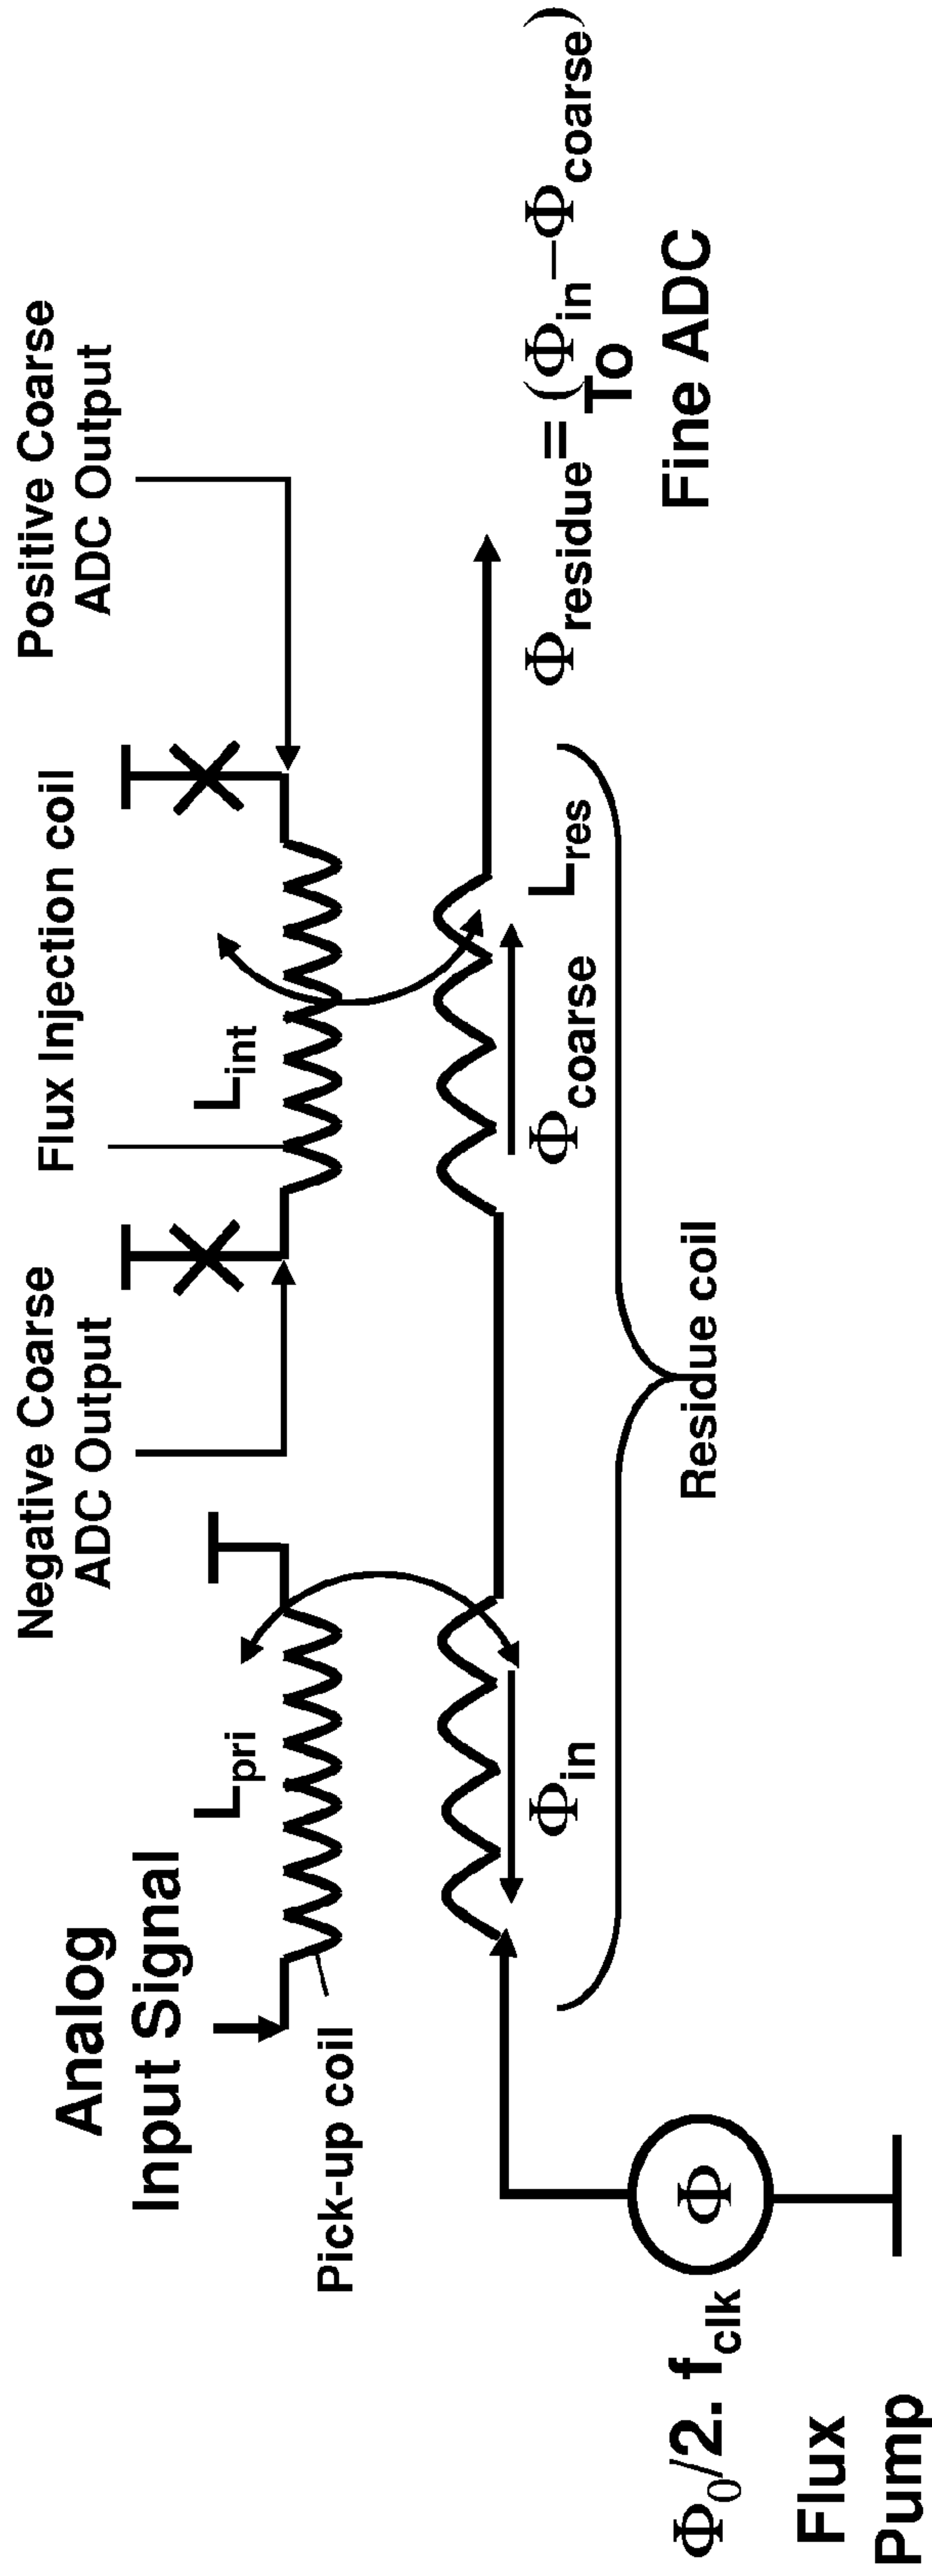 Analog
Input Signal
Negative Coarse
ADC Output
Flux Injection coil
Positive Coarse
ADC Output
L_pri
L_int
Pick-up coil
Φ_in
Φ_coarse
L_res
Φ_residue = (Φ_in–Φ_coarse)
To
Fine ADC
Residue coil
Φ
Φ_0/2. f_clk
Flux
Pump